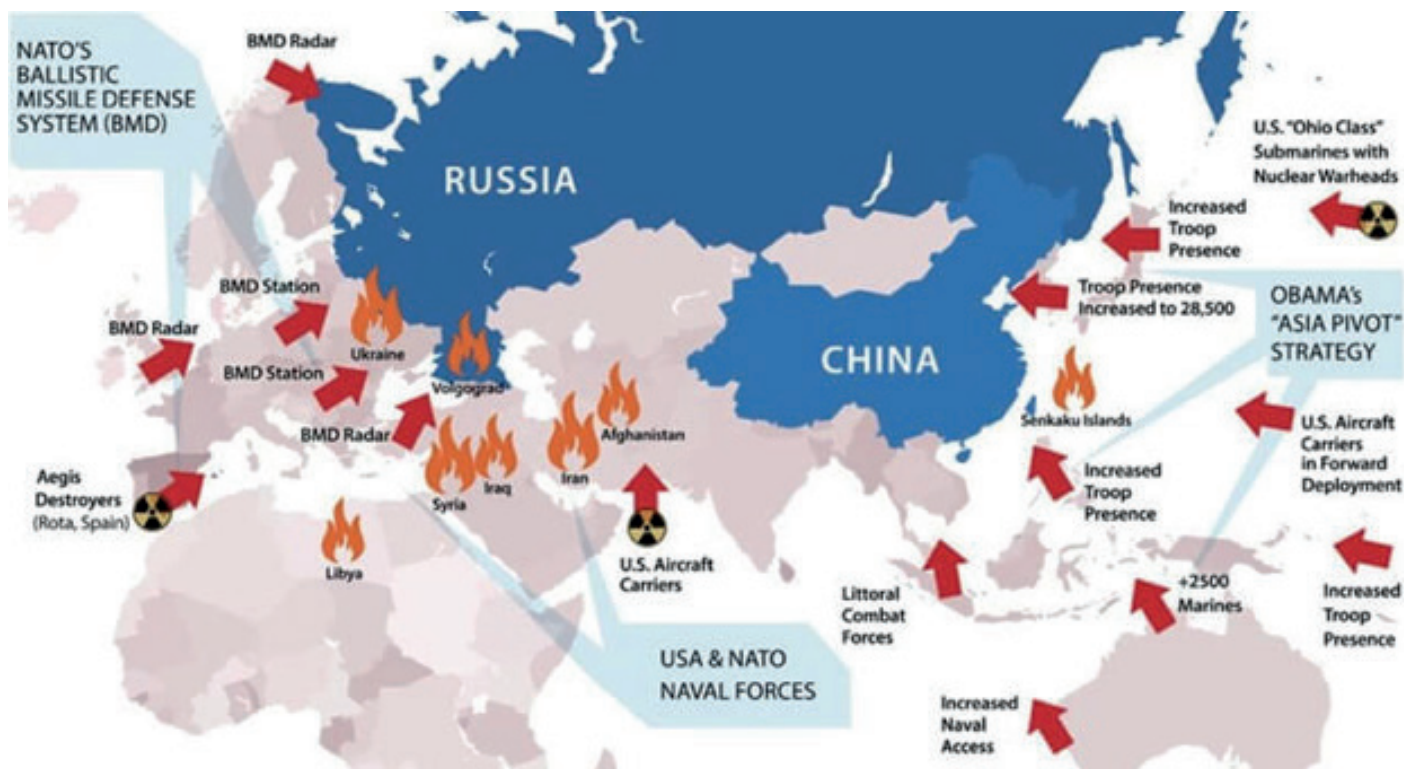 NATO'S
BALLISTIC
MISSILE DEFENSE
SYSTEM (BMD)
BMD Radar
RUSSIA
U.S. "Ohio Class"
Submarines with
Nuclear Warheads
Increased
Troop
Presence
BMD Station
Troop Presence
Increased to 28,500
OBAMA's
"ASIA PIVOT"
STRATEGY
BMD Radar
Ukraine
CHINA
BMD Station
Volgograd
Senkaku Islands
U.S. Aircraft
Carriers
in Forward
Deployment
BMD Radar
Afghanistan
Iran
Iraq
Syria
Aegis
Destroyers
(Rota, Spain)
Increased
Troop
Presence
Libya
U.S. Aircraft
Carriers
Littoral
Combat
Forces
+2500
Marines
Increased
Troop
Presence
USA & NATO
NAVAL FORCES
Increased
Naval
Access